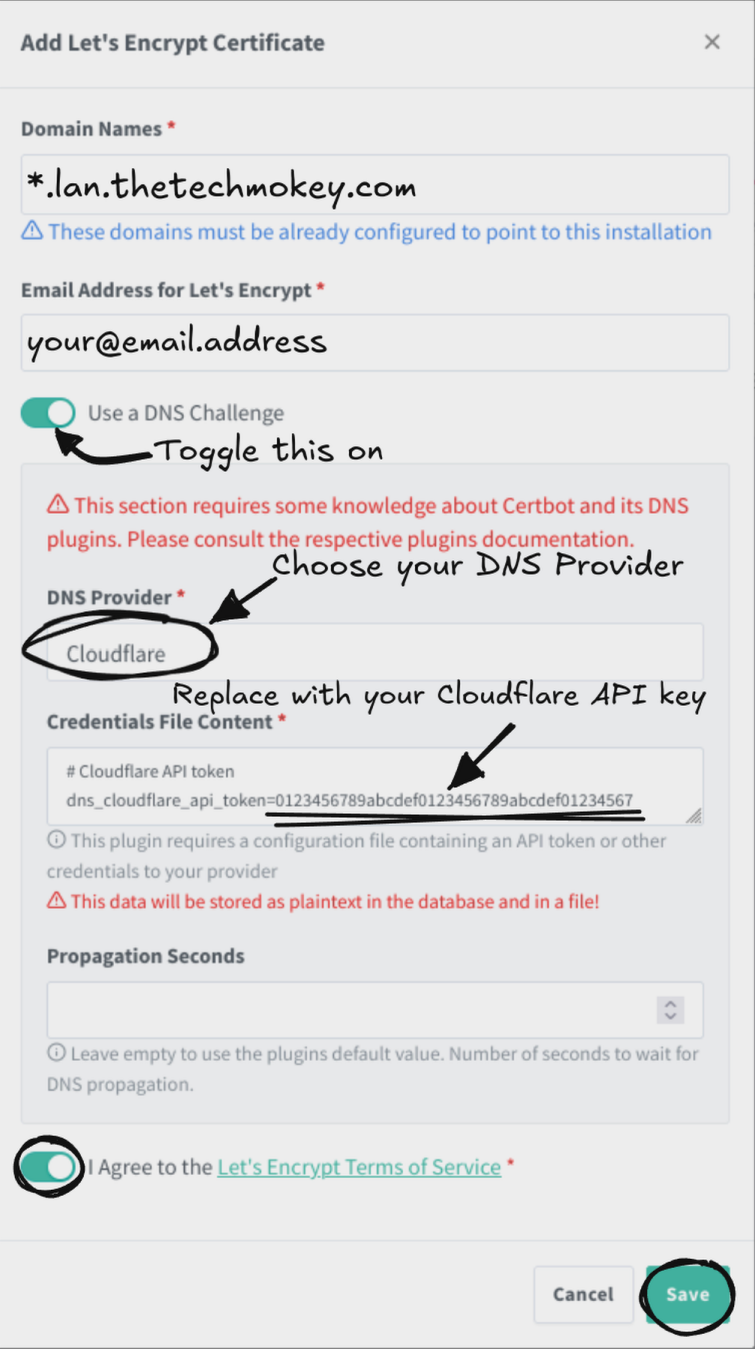 Add Let's Encrypt Certificate
Domain Names *
*.lan.thetechmokey.com
These domains must be already configured to point to this installation
Email Address for Let's Encrypt *
your@email.address
Use a DNS Challenge
Toggle this on
This section requires some knowledge about Certbot and its DNS
plugins. Please consult the respective plugins documentation.
Choose your DNS Provider
DNS Provider *
Cloudflare
Replace with your Cloudflare API key
Credentials File Content *
# Cloudflare API token
dns_cloudflare_api_token=0123456789abcdef0123456789abcdef01234567
This plugin requires a configuration file containing an API token or other
credentials to your provider
This data will be stored as plaintext in the database and in a file!
Propagation Seconds
Leave empty to use the plugins default value. Number of seconds to wait for
DNS propagation.
I Agree to the Let's Encrypt Terms of Service *
Cancel
Save